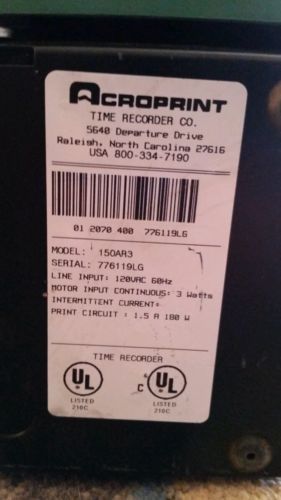 ACROPRINT
TIME RECORDER CO.
5640 Departure Drive
Raleigh, North Carolina 27616
USA 800-334-7190
01 2070 400 776119LG
MODEL: 150AR3
SERIAL: 776119LG
LINE INPUT: 120VAC 60Hz
MOTOR INPUT CONTINUOUS: 3 Watts
INTERMITTENT CURRENT:
PRINT CIRCUIT : 1.5 A 180 W
TIME RECORDER
UL C UL
LISTED LISTED
210C 210C